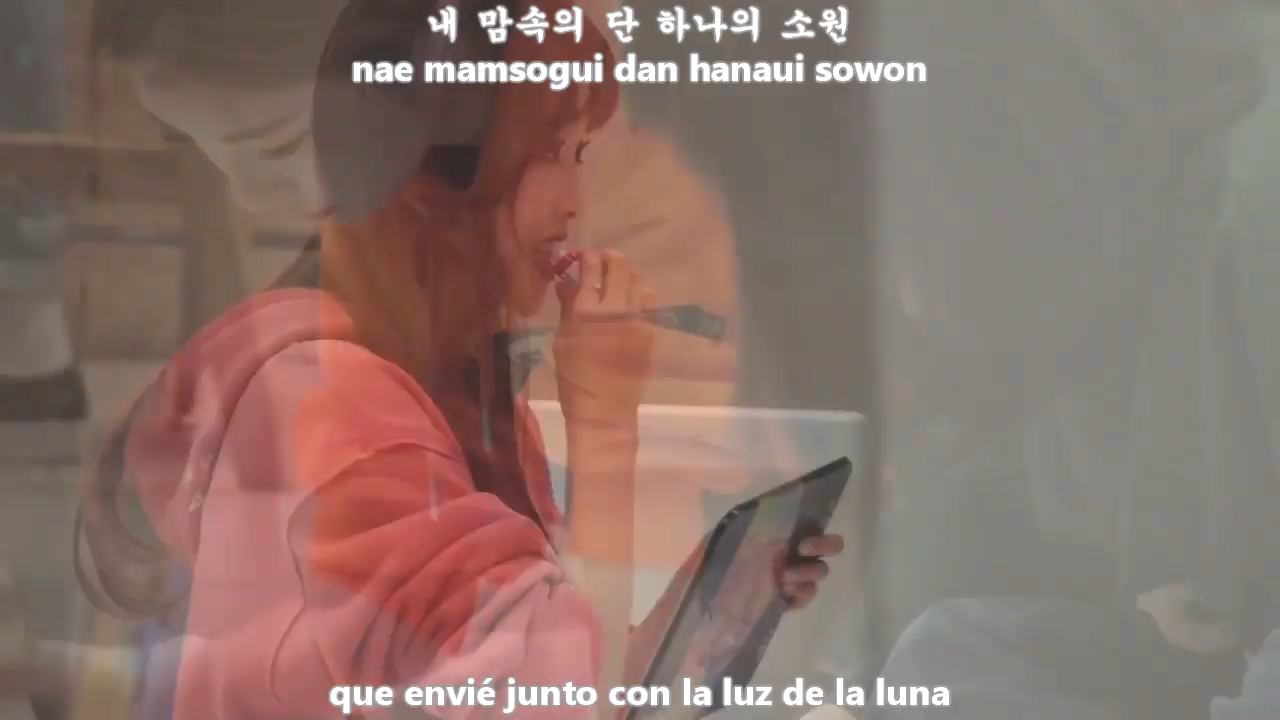 내 맘속의 단 하나의 소원
nae mamsogui dan hanaui sowon
que envié junto con la luz de la luna